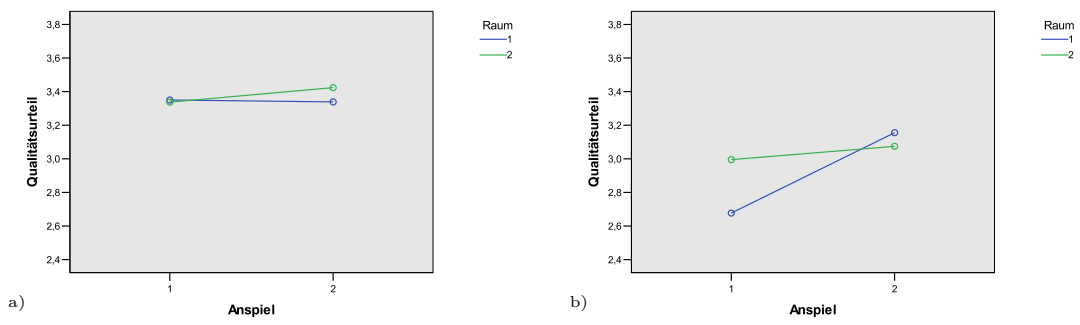 3,8
3,6
3,4
3,2
3,0
2,8
2,6
2,4
Qualitätsurteil
1 2
Anspiel
Raum
1
2
a)
3,8
3,6
3,4
3,2
3,0
2,8
2,6
2,4
Qualitätsurteil
1 2
Anspiel
Raum
1
2
b)